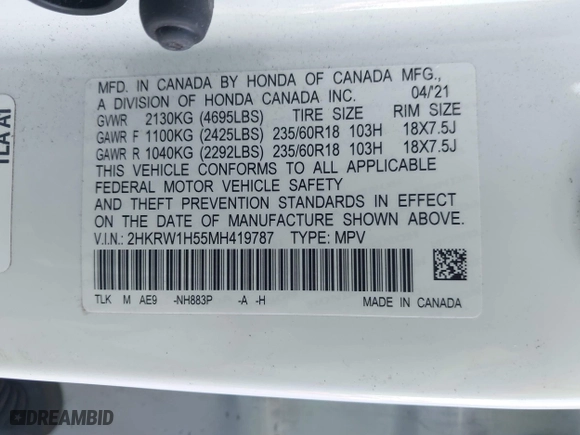 MFD. IN CANADA BY HONDA OF CANADA MFG.,
A DIVISION OF HONDA CANADA INC. 04/'21
GVWR 2130KG (4695LBS) TIRE SIZE RIM SIZE
GAWR F 1100KG (2425LBS) 235/60R18 103H 18X7.5J
GAWR R 1040KG (2292LBS) 235/60R18 103H 18X7.5J
THIS VEHICLE CONFORMS TO ALL APPLICABLE
FEDERAL MOTOR VEHICLE SAFETY
AND THEFT PREVENTION STANDARDS IN EFFECT
ON THE DATE OF MANUFACTURE SHOWN ABOVE.
V.I.N.: 2HKRW1H55MH419787 TYPE: MPV
TLK M AE9 -NH883P -A -H MADE IN CANADA
TLA A1
DREAMBID